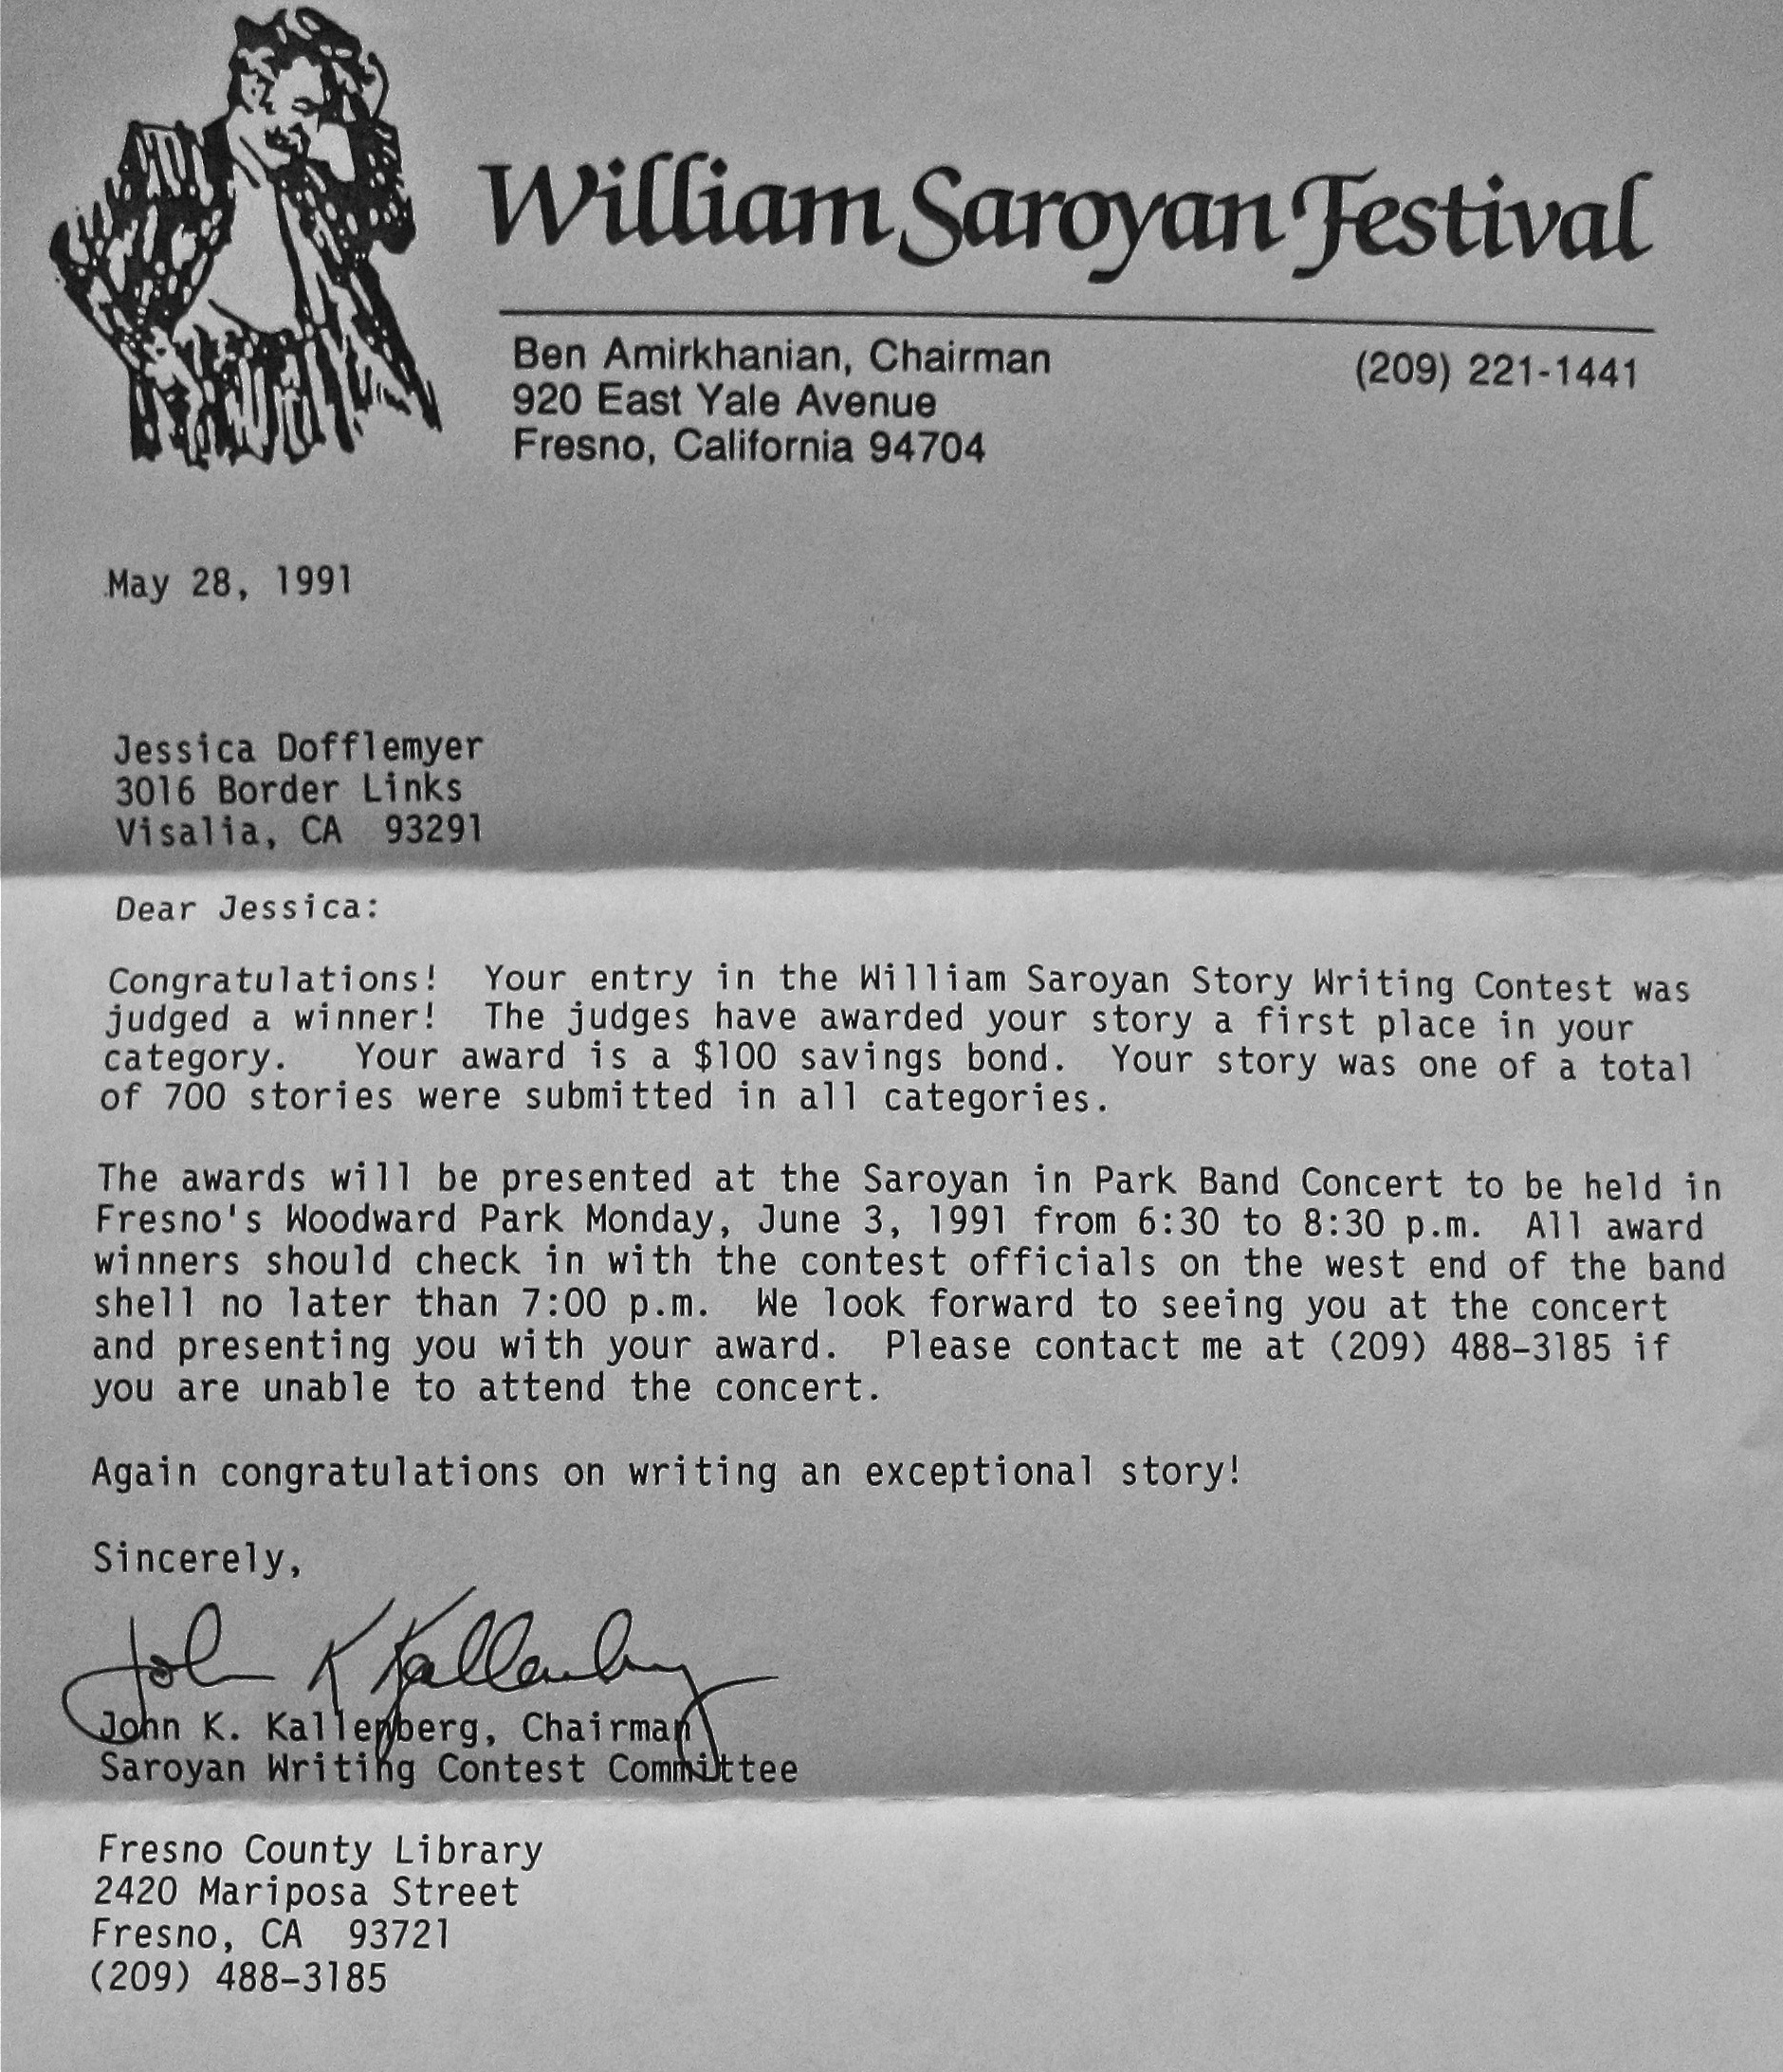 William Saroyan Festival
Ben Amirkhanian, Chairman (209) 221-1441
920 East Yale Avenue
Fresno, California 94704
May 28, 1991
Jessica Dofflemyer
3016 Border Links
Visalia, CA 93291
Dear Jessica:
Congratulations! Your entry in the William Saroyan Story Writing Contest was
judged a winner! The judges have awarded your story a first place in your
category. Your award is a $100 savings bond. Your story was one of a total
of 700 stories were submitted in all categories.
The awards will be presented at the Saroyan in Park Band Concert to be held in
Fresno's Woodward Park Monday, June 3, 1991 from 6:30 to 8:30 p.m. All award
winners should check in with the contest officials on the west end of the band
shell no later than 7:00 p.m. We look forward to seeing you at the concert
and presenting you with your award. Please contact me at (209) 488-3185 if
you are unable to attend the concert.
Again congratulations on writing an exceptional story!
Sincerely,
John K Kallenberg
John K. Kallenberg, Chairman
Saroyan Writing Contest Committee
Fresno County Library
2420 Mariposa Street
Fresno, CA 93721
(209) 488-3185